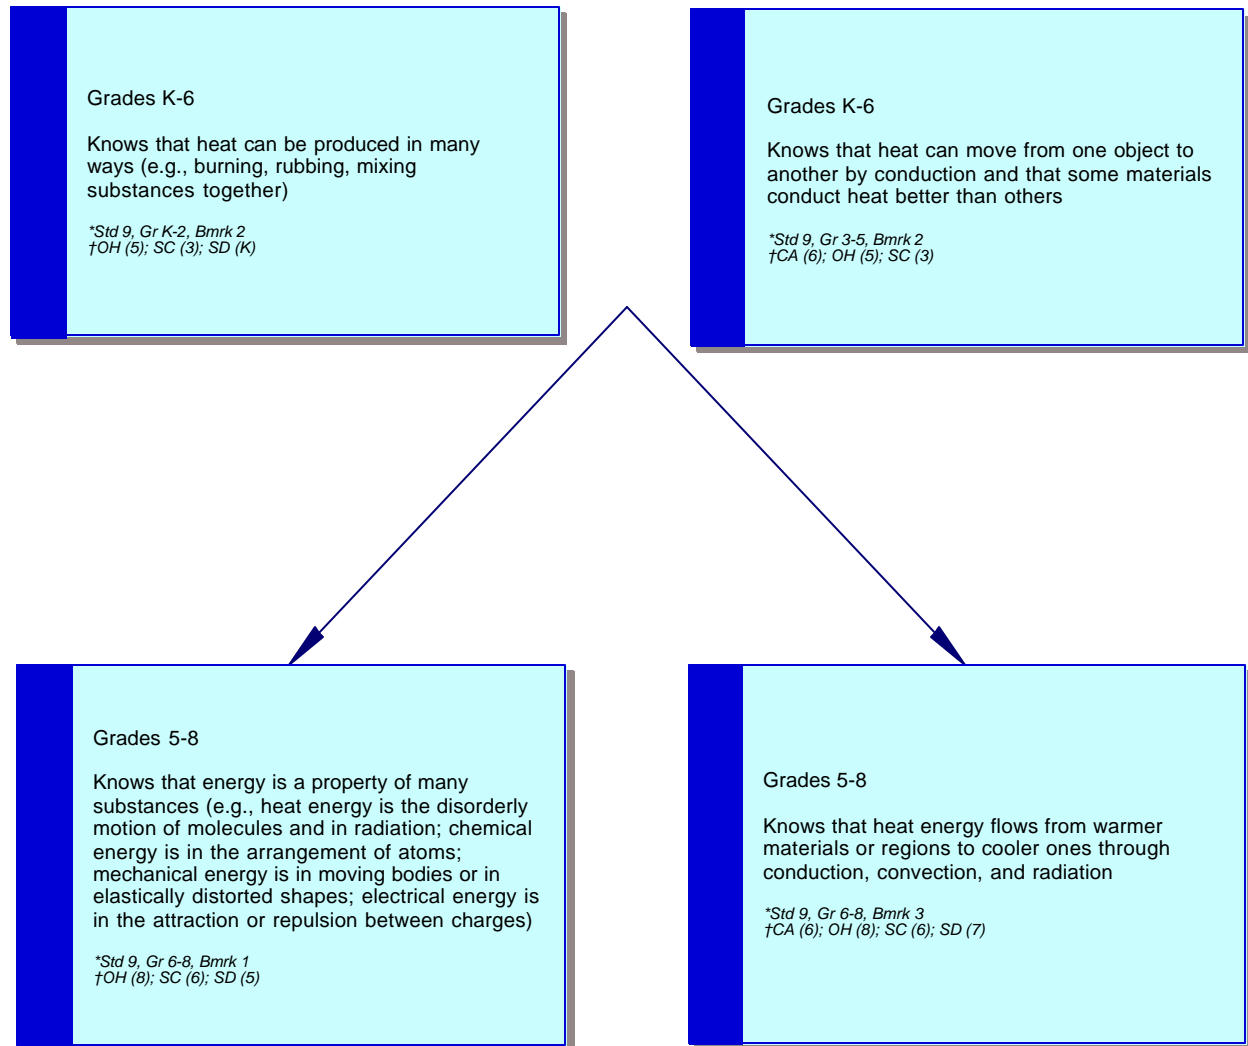 Grades K-6
Knows that heat can be produced in many
ways (e.g., burning, rubbing, mixing
substances together)
*Std 9, Gr K-2, Bmrk 2
†OH (5); SC (3); SD (K)
Grades K-6
Knows that heat can move from one object to
another by conduction and that some materials
conduct heat better than others
*Std 9, Gr 3-5, Bmrk 2
†CA (6); OH (5); SC (3)
Grades 5-8
Knows that energy is a property of many
substances (e.g., heat energy is the disorderly
motion of molecules and in radiation; chemical
energy is in the arrangement of atoms;
mechanical energy is in moving bodies or in
elastically distorted shapes; electrical energy is
in the attraction or repulsion between charges)
*Std 9, Gr 6-8, Bmrk 1
†OH (8); SC (6); SD (5)
Grades 5-8
Knows that heat energy flows from warmer
materials or regions to cooler ones through
conduction, convection, and radiation
*Std 9, Gr 6-8, Bmrk 3
†CA (6); OH (8); SC (6); SD (7)